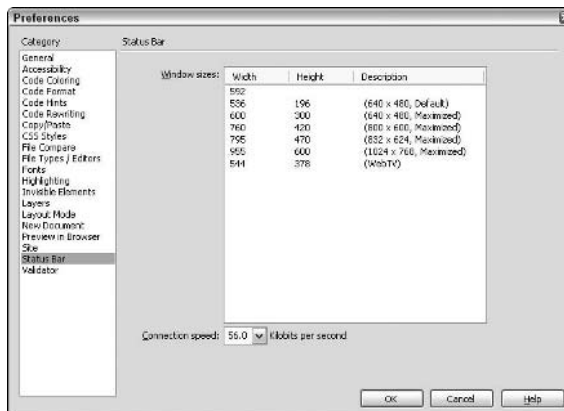 Preferences
Category
Status Bar
General
Accessibility
Code Coloring
Code Format
Code Hints
Code Rewriting
Copy/Paste
CSS Styles
File Compare
File Types / Editors
Fonts
Highlighting
Invisible Elements
Layers
Layout Mode
New Document
Preview in Browser
Site
Status Bar
Validator
Window sizes:
Width Height Description
592
536 196 (640 x 480, Default)
600 300 (640 x 480, Maximized)
760 420 (800 x 600, Maximized)
795 470 (832 x 624, Maximized)
955 600 (1024 x 768, Maximized)
544 378 (WebTV)
Connection speed: 56.0 Kilobits per second
OK Cancel Help